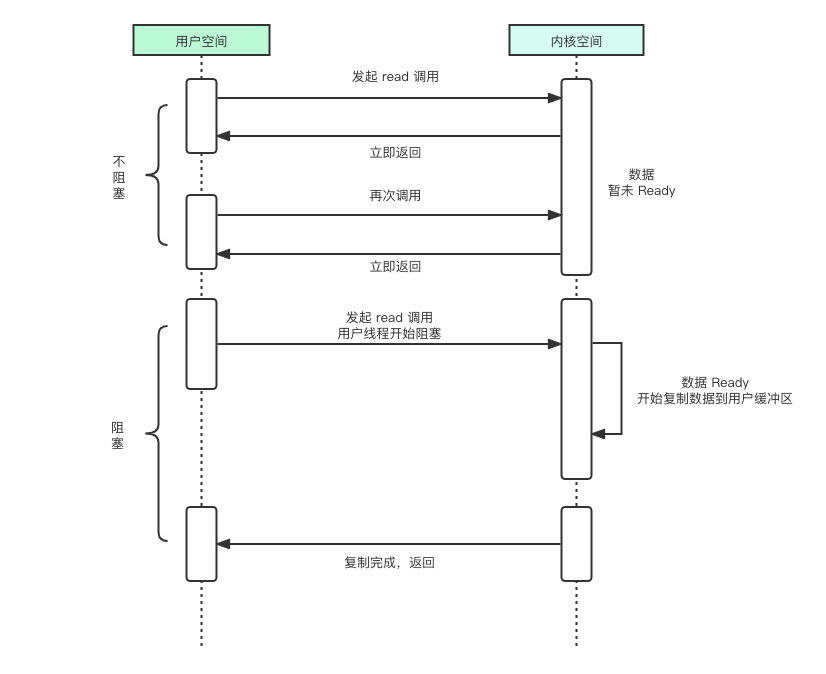 用户空间
内核空间
发起 read 调用
立即返回
不
阻
塞
数据
暂未 Ready
再次调用
立即返回
发起 read 调用
用户线程开始阻塞
数据 Ready
开始复制数据到用户缓冲区
阻
塞
复制完成，返回